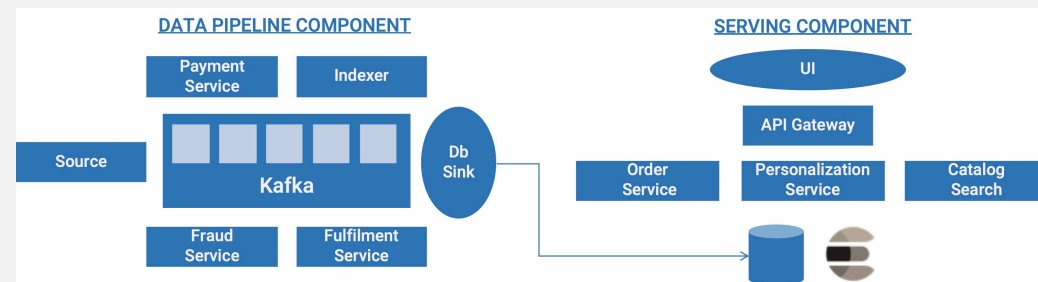 DATA PIPELINE COMPONENT
SERVING COMPONENT
Payment
Service
Indexer
UI
API Gateway
Source
Kafka
Db
Sink
Order
Service
Personalization
Service
Catalog
Search
Fraud
Service
Fulfilment
Service